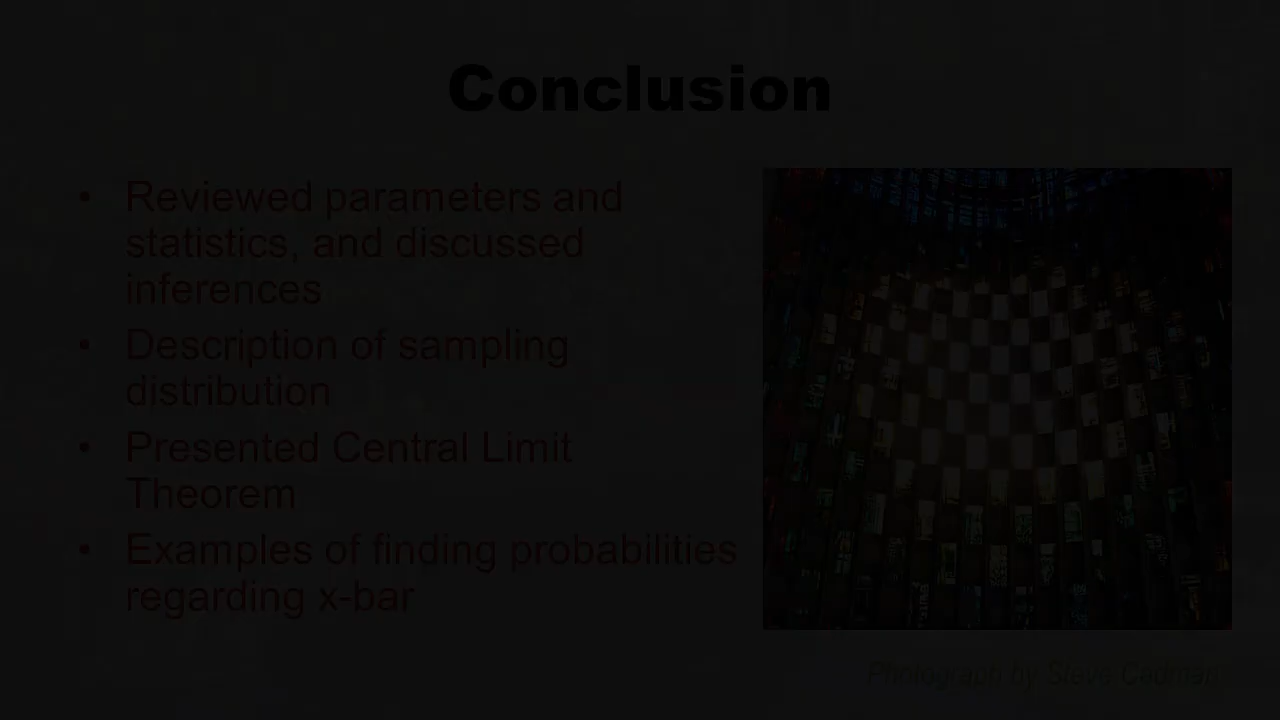 Conclusion
• Reviewed parameters and
statistics, and discussed
inferences
• Description of sampling
distribution
• Presented Central Limit
Theorem
• Examples of finding probabilities
regarding x-bar
Photograph by Steve Cadman